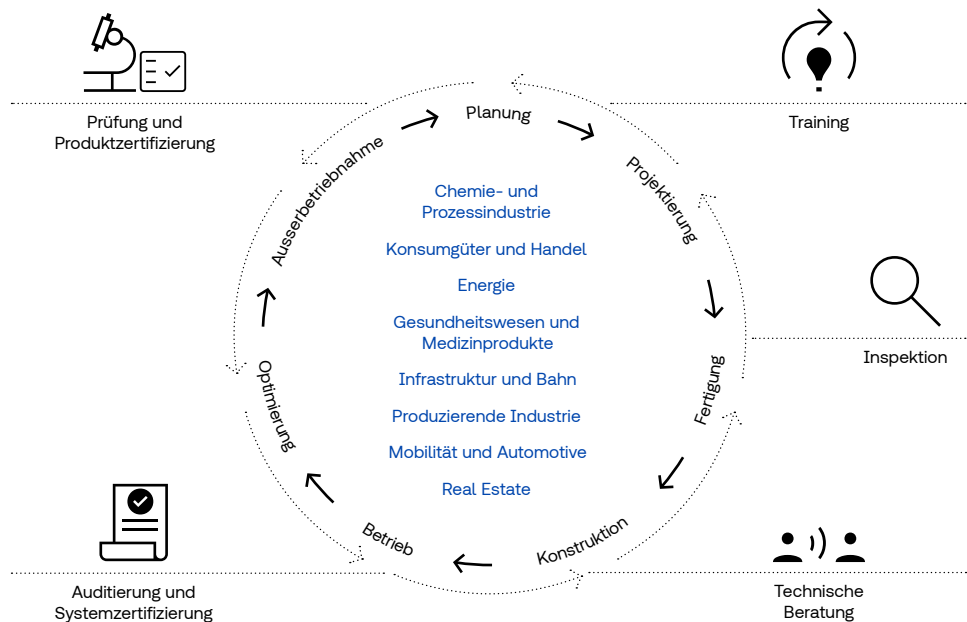 Prüfung und
Produktzertifizierung
Training
Planung
Ausserbetriebnahme
Projektierung
Chemie- und
Prozessindustrie
Konsumgüter und Handel
Energie
Gesundheitswesen und
Medizinprodukte
Infrastruktur und Bahn
Produzierende Industrie
Mobilität und Automotive
Real Estate
Inspektion
Fertigung
Optimierung
Konstruktion
Betrieb
Auditierung und
Systemzertifizierung
Technische
Beratung